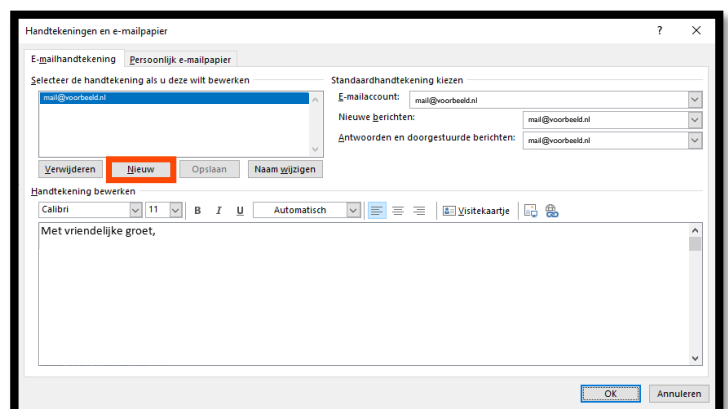 Handtekeningen en e-mailpapier
?
E-mailhandtekening Persoonlijk e-mailpapier
Selecteer de handtekening als u deze wilt bewerken
mail@voorbeeld.nl
Verwijderen Nieuw Opslaan Naam wijzigen
Standaardhandtekening kiezen
E-mailaccount: mail@voorbeeld.nl
Nieuwe berichten: mail@voorbeeld.nl
Antwoorden en doorgestuurde berichten: mail@voorbeeld.nl
Handtekening bewerken
Calibri 11 B I U Automatisch Visitekaartje
Met vriendelijke groet,
OK Annuleren